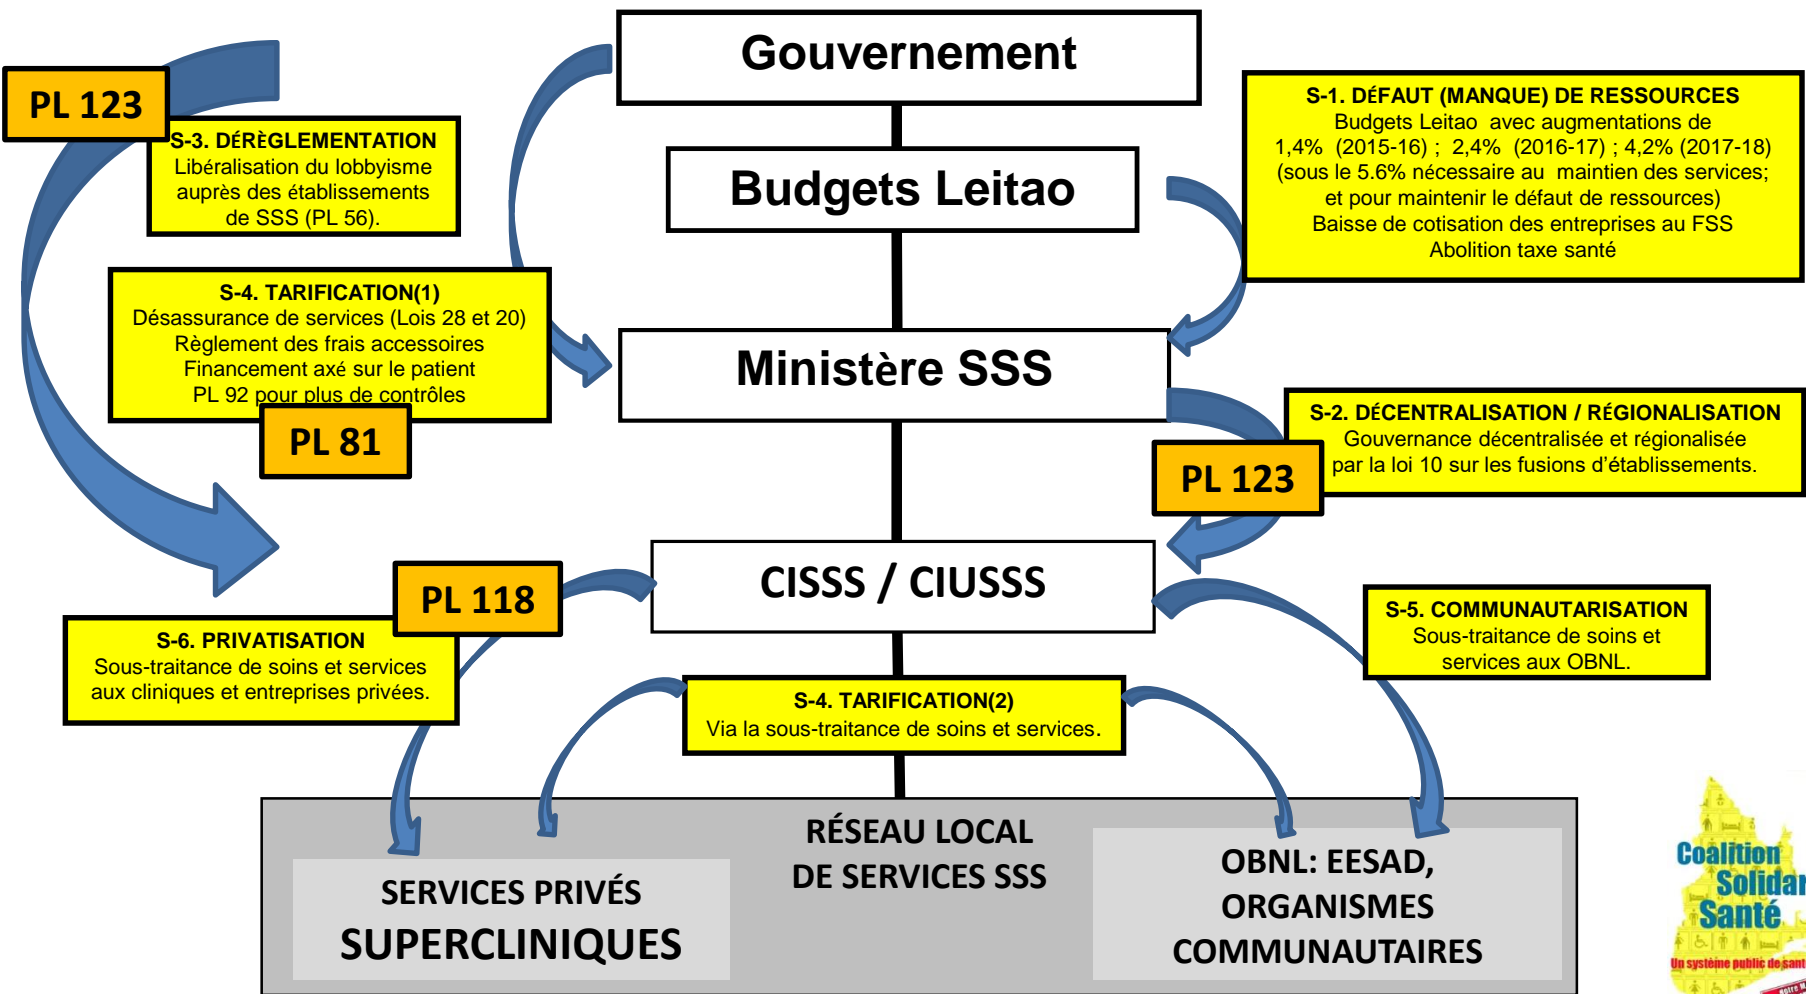 Gouvernement
PL 123
S-3. DÉRÈGLEMENTATION
Libéralisation du lobbyisme
auprès des établissements
de SSS (PL 56).
S-1. DÉFAUT (MANQUE) DE RESSOURCES
Budgets Leitao avec augmentations de
1,4% (2015-16) ; 2,4% (2016-17) ; 4,2% (2017-18)
(sous le 5.6% nécessaire au maintien des services;
et pour maintenir le défaut de ressources)
Baisse de cotisation des entreprises au FSS
Abolition taxe santé
Budgets Leitao
S-4. TARIFICATION(1)
Désassurance de services (Lois 28 et 20)
Règlement des frais accessoires
Financement axé sur le patient
PL 92 pour plus de contrôles
PL 81
Ministère SSS
S-2. DÉCENTRALISATION / RÉGIONALISATION
Gouvernance décentralisée et régionalisée
par la loi 10 sur les fusions d'établissements.
PL 123
CISSS / CIUSSS
PL 118
S-6. PRIVATISATION
Sous-traitance de soins et services
aux cliniques et entreprises privées.
S-5. COMMUNAUTARISATION
Sous-traitance de soins et
services aux OBNL.
S-4. TARIFICATION(2)
Via la sous-traitance de soins et services.
RÉSEAU LOCAL
DE SERVICES SSS
SERVICES PRIVÉS
SUPERCLINIQUES
OBNL: EESAD,
ORGANISMES
COMMUNAUTAIRES
Coalition
Solidar
Santé
Un système public de sant